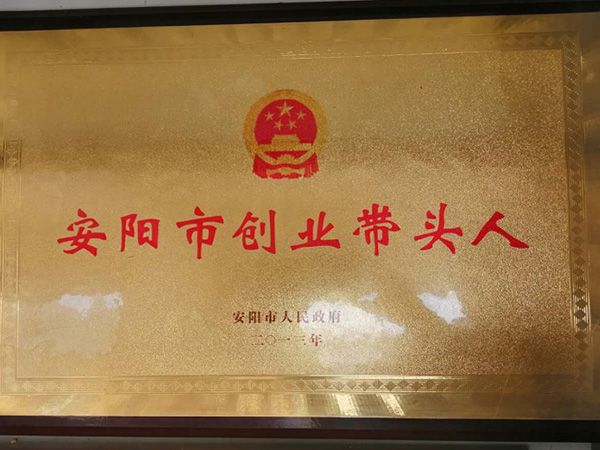 安阳市创业带头人
安阳市人民政府
二〇一三年